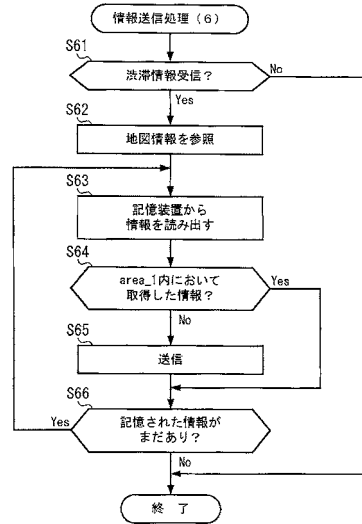 情報送信処理(6)
S61
渋滞情報受信?
No
Yes
S62
地図情報を参照
S63
記憶装置から
情報を読み出す
S64
area_1内において
取得した情報?
Yes
No
S65
送信
S66
Yes
記憶された情報が
まだあり?
No
終 了